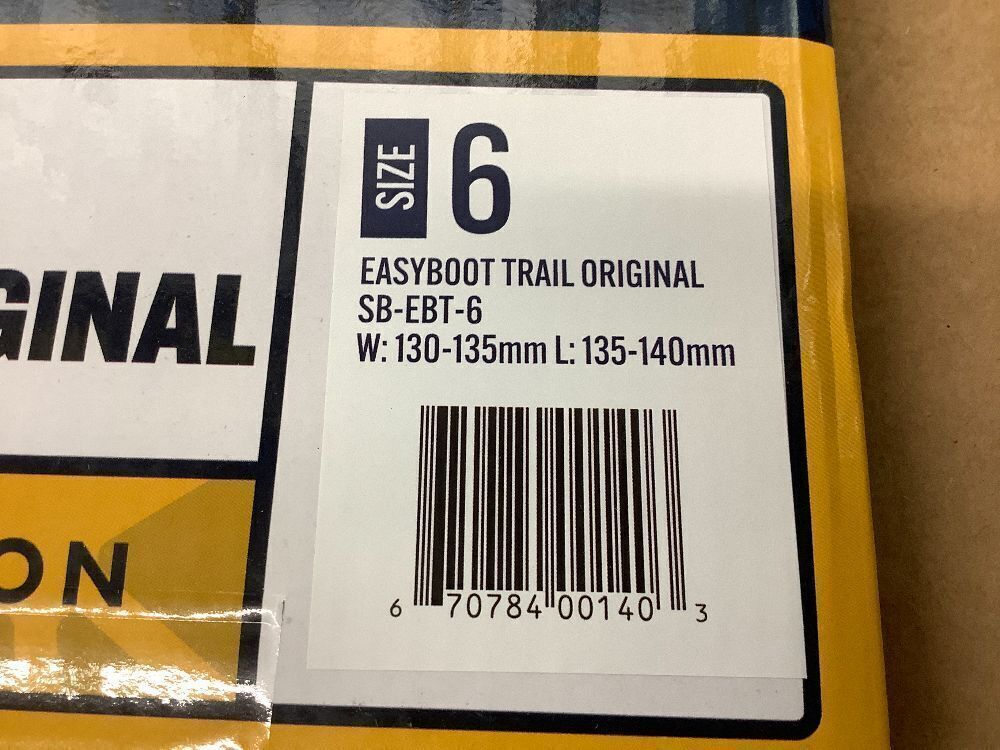 SIZE 6
EASYBOOT TRAIL ORIGINAL
SB-EBT-6
W: 130-135mm L: 135-140mm
6 70784 00140 3
GINAL
ON